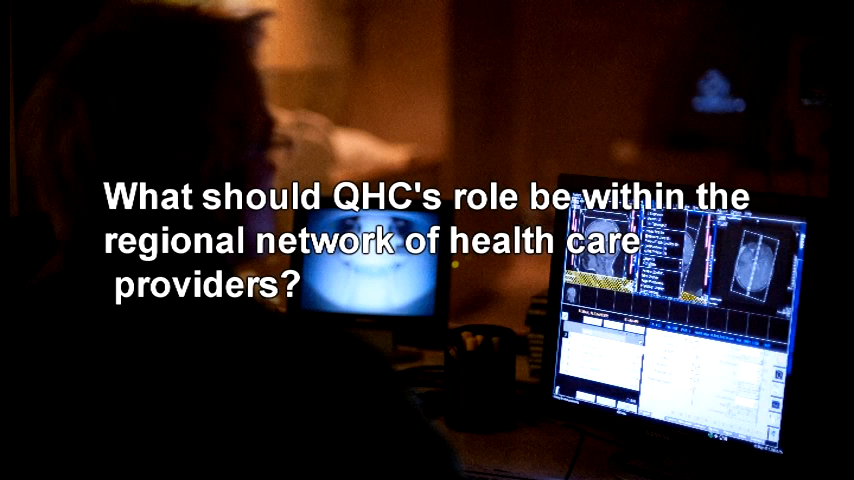 What should QHC's role be within the
regional network of health care
providers?